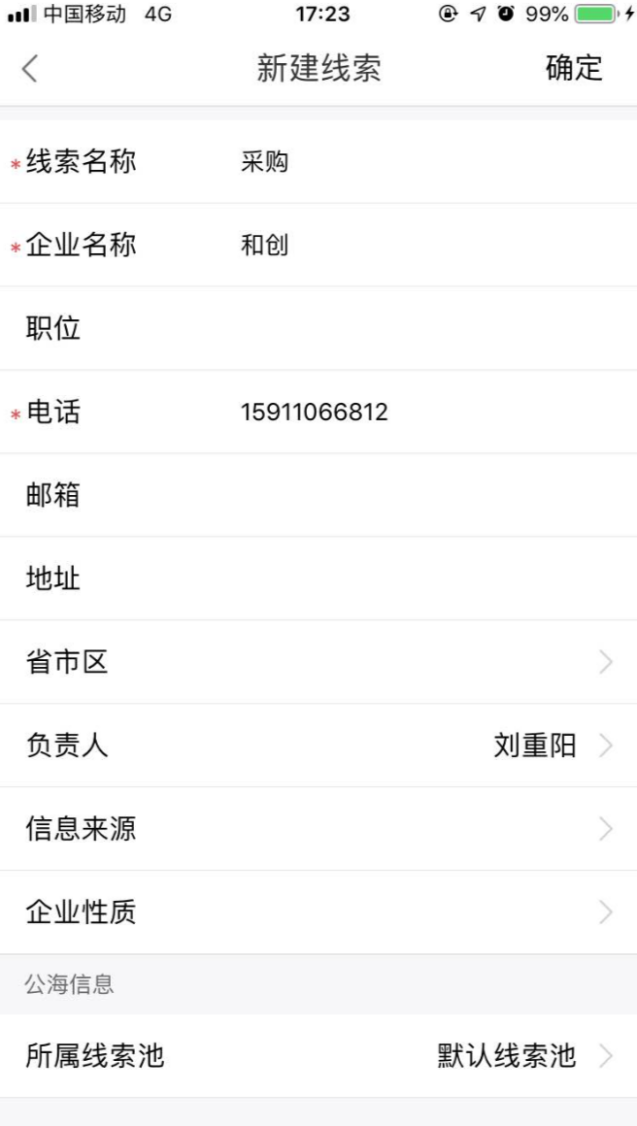 中国移动 4G 17:23 99%
新建线索 确定
*线索名称 采购
*企业名称 和创
职位
*电话 15911066812
邮箱
地址
省市区
负责人 刘重阳
信息来源
企业性质
公海信息
所属线索池 默认线索池